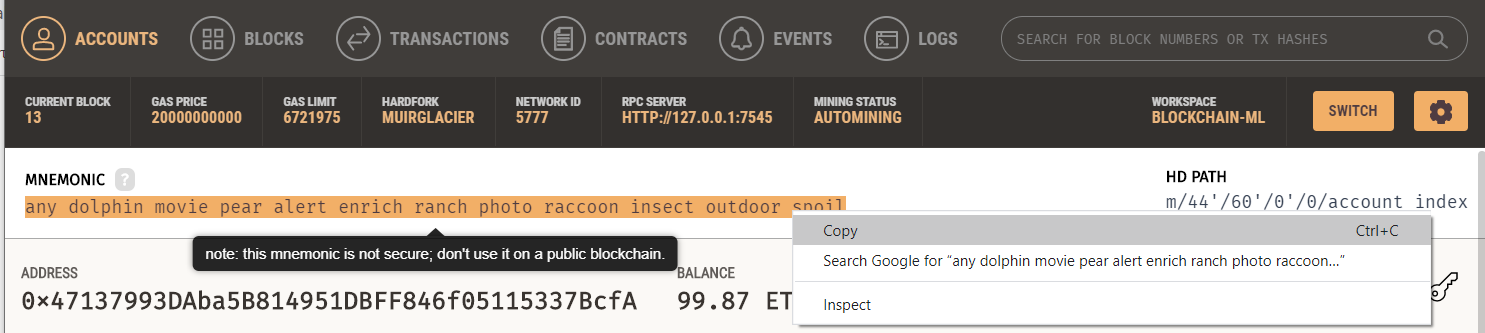 ACCOUNTS BLOCKS TRANSACTIONS CONTRACTS EVENTS LOGS SEARCH FOR BLOCK NUMBERS OR TX HASHES
CURRENT BLOCK GAS PRICE GAS LIMIT HARDFORK NETWORK ID RPC SERVER MINING STATUS WORKSPACE
13 20000000000 6721975 MUIRGLACIER 5777 HTTP://127.0.0.1:7545 AUTOMINING BLOCKCHAIN-ML SWITCH
MNEMONIC ? HD PATH
any dolphin movie pear alert enrich ranch photo raccoon insect outdoor spoil m/44'/60'/0'/0/account_index
Copy Ctrl+C
note: this mnemonic is not secure; don't use it on a public blockchain.
Search Google for “any dolphin movie pear alert enrich ranch photo raccoon...”
ADDRESS BALANCE
0x47137993DAba5B814951DBFF846f05115337BcfA 99.87 ET
Inspect